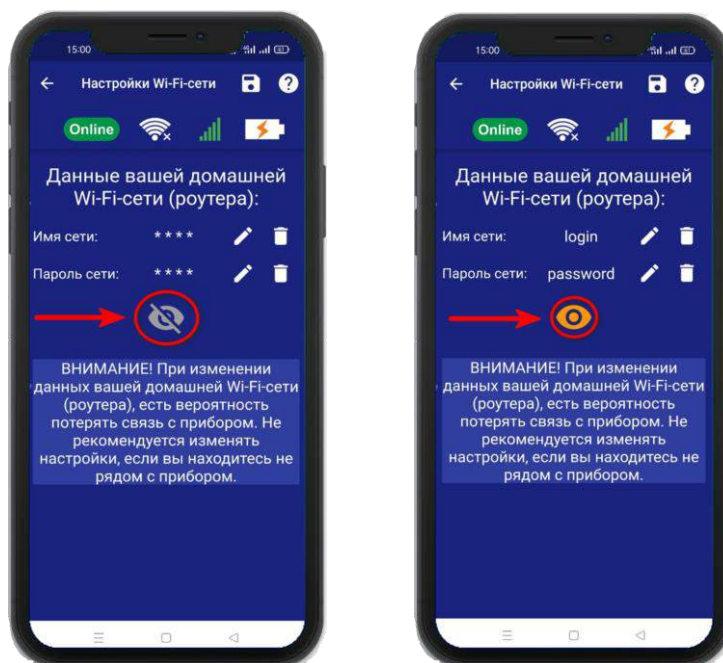 15:00
Настройки Wi-Fi-сети
Online
Данные вашей домашней
Wi-Fi-сети (роутера):
Имя сети: ****
Пароль сети: ****
ВНИМАНИЕ! При изменении
данных вашей домашней Wi-Fi-сети
(роутера), есть вероятность
потерять связь с прибором. Не
рекомендуется изменять
настройки, если вы находитесь не
рядом с прибором.
15:00
Настройки Wi-Fi-сети
Online
Данные вашей домашней
Wi-Fi-сети (роутера):
Имя сети: login
Пароль сети: password
ВНИМАНИЕ! При изменении
данных вашей домашней Wi-Fi-сети
(роутера), есть вероятность
потерять связь с прибором. Не
рекомендуется изменять
настройки, если вы находитесь не
рядом с прибором.